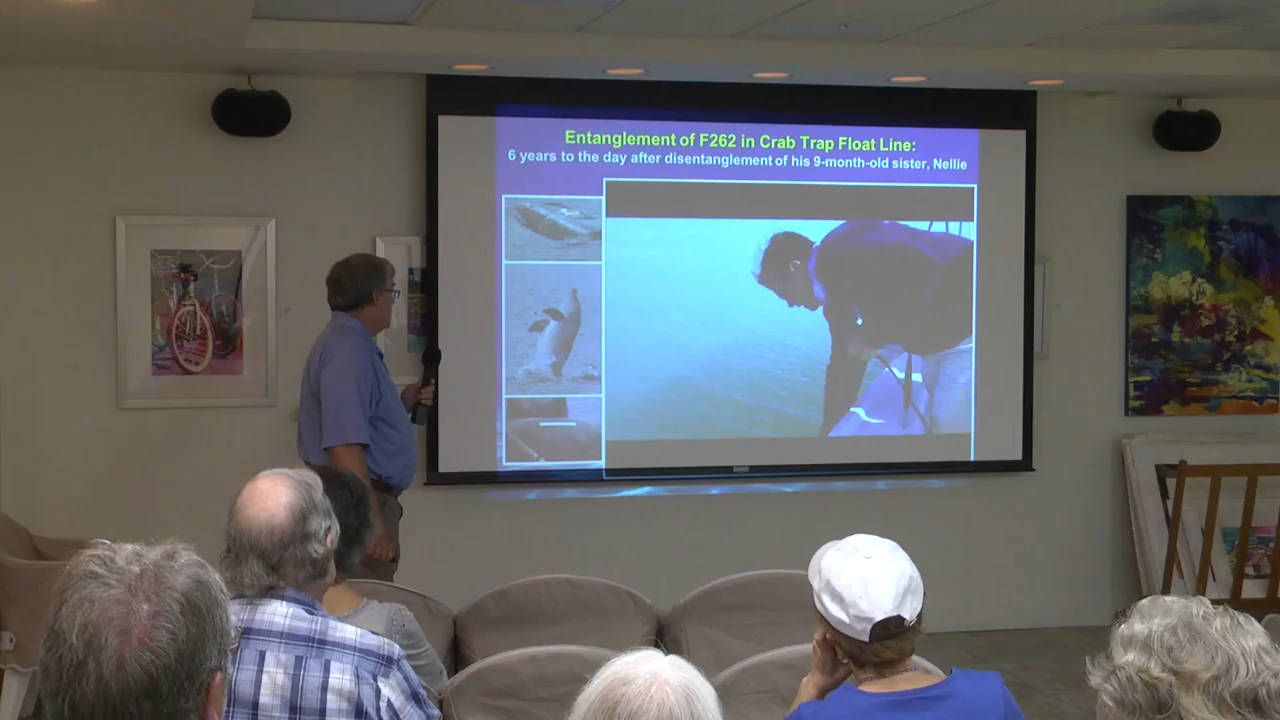 Entanglement of F262 in Crab Trap Float Line:
6 years to the day after disentanglement of his 9-month-old sister, Nellie